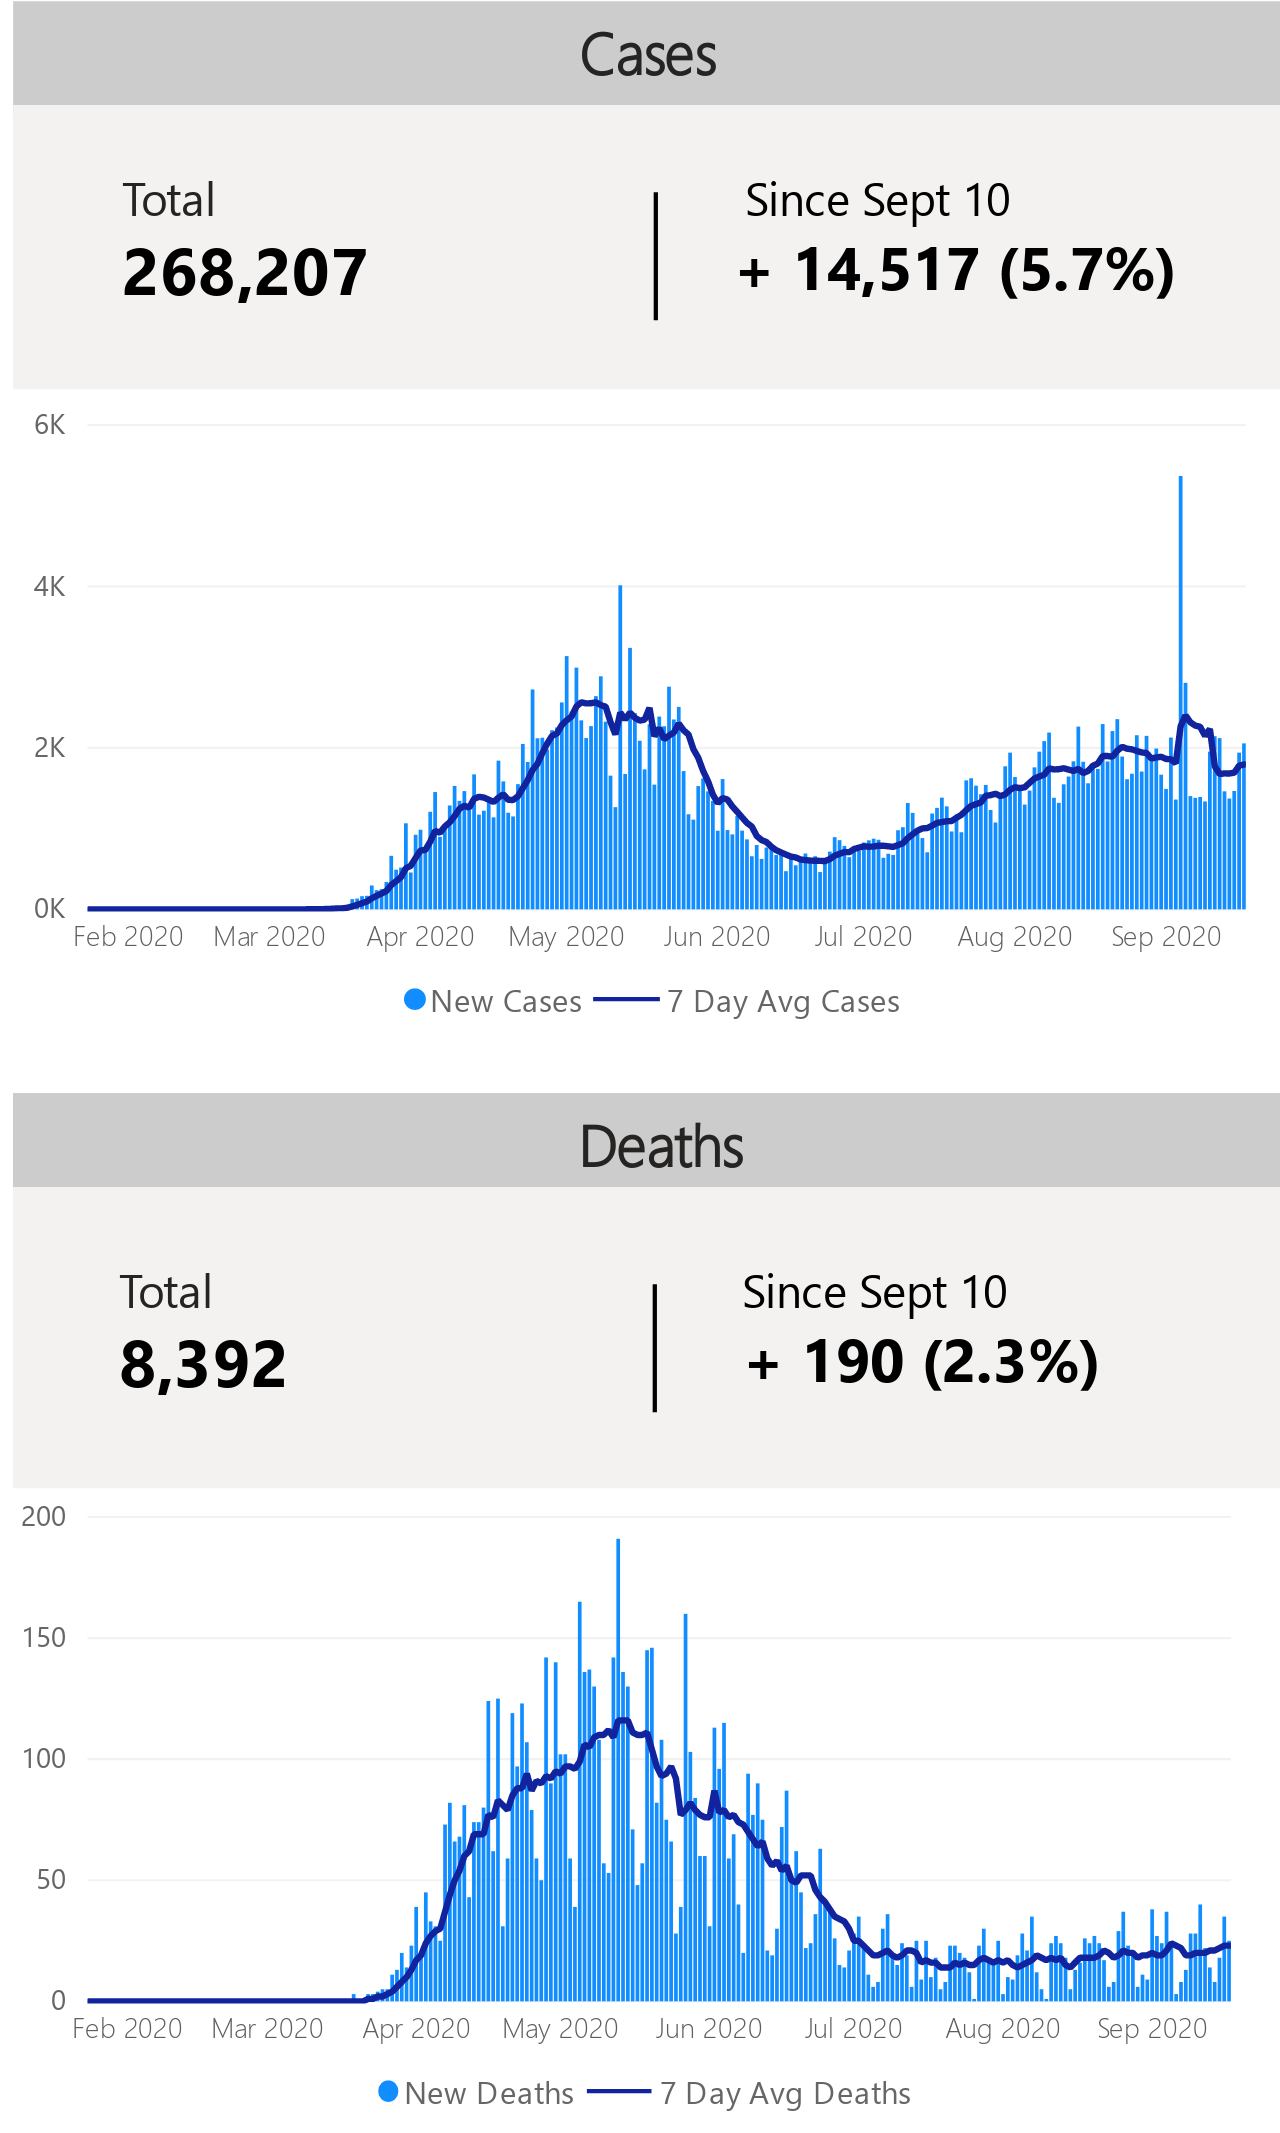 Cases
Total
Since Sept 10
268,207
+ 14,517 (5.7%)
6K
4K
2K
0K
Feb 2020 Mar 2020 Apr 2020 May 2020 Jun 2020 Jul 2020 Aug 2020 Sep 2020
New Cases 7 Day Avg Cases
Deaths
Total
Since Sept 10
8,392
+ 190 (2.3%)
200
150
100
50
0
Feb 2020 Mar 2020 Apr 2020 May 2020 Jun 2020 Jul 2020 Aug 2020 Sep 2020
New Deaths 7 Day Avg Deaths